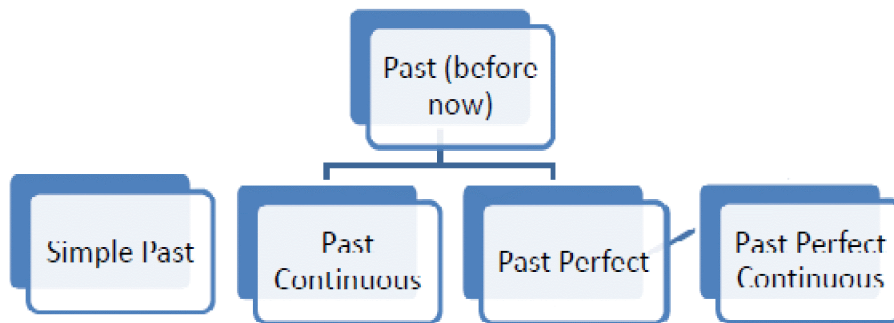 Past (before
now)
Simple Past
Past
Continuous
Past Perfect
Past Perfect
Continuous